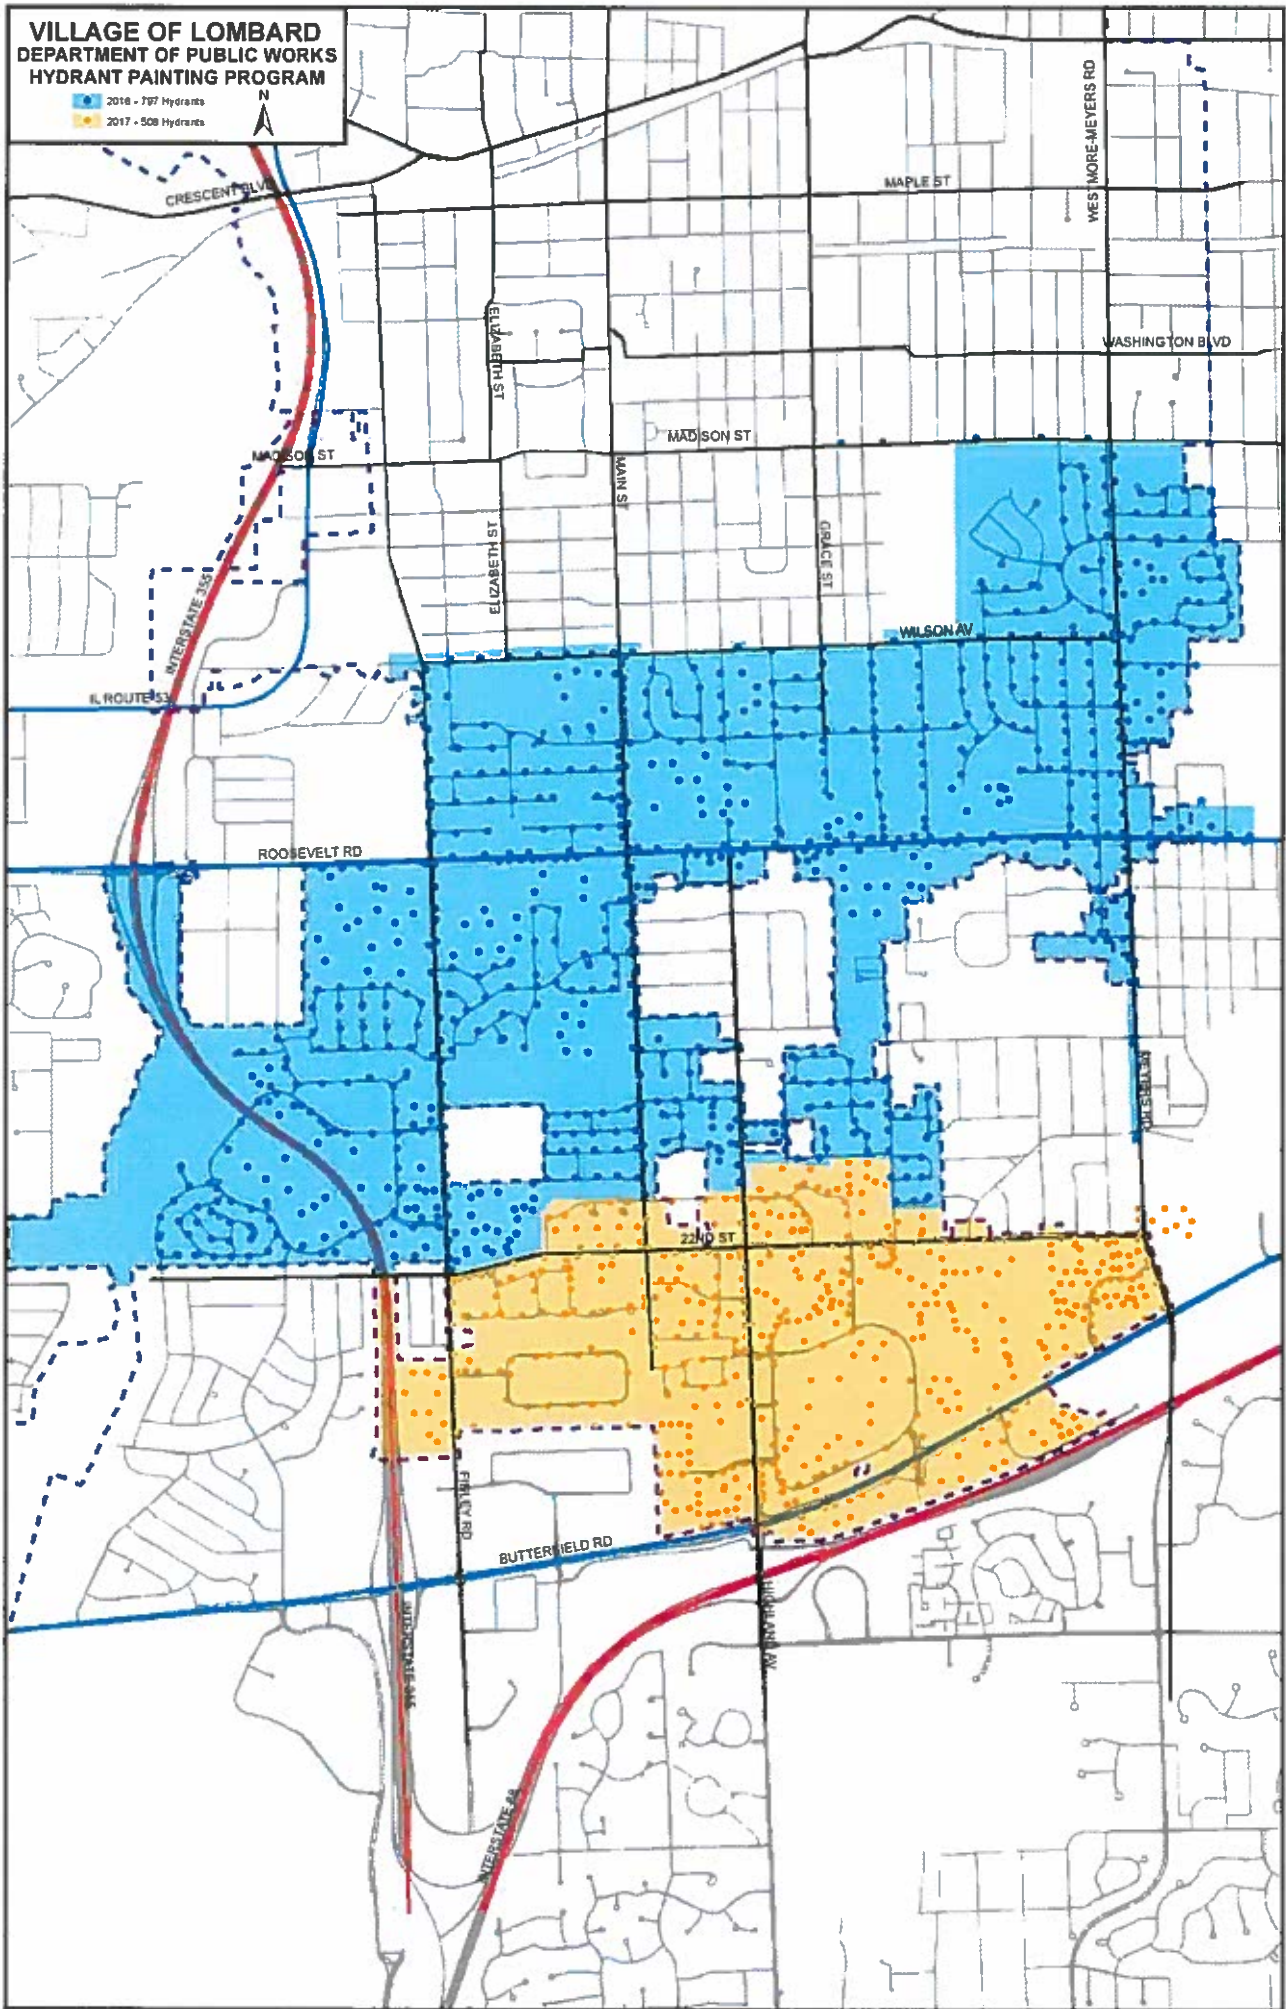 VILLAGE OF LOMBARD
DEPARTMENT OF PUBLIC WORKS
HYDRANT PAINTING PROGRAM
2016 - 797 Hydrants
2017 - 508 Hydrants
N
CRESCENT BLVD
MAPLE ST
WESTMORE-MEYERS RD
ELIZABETH ST
WASHINGTON BLVD
MADISON ST
MADISON ST
MAIN ST
ELIZABETH ST
GRACE ST
INTERSTATE 355
WILSON AV
IL ROUTE 53
ROOSEVELT RD
MEYERS RD
22ND ST
FINLEY RD
BUTTERFIELD RD
HIGHLAND AV
INTERSTATE 355
INTERSTATE 88